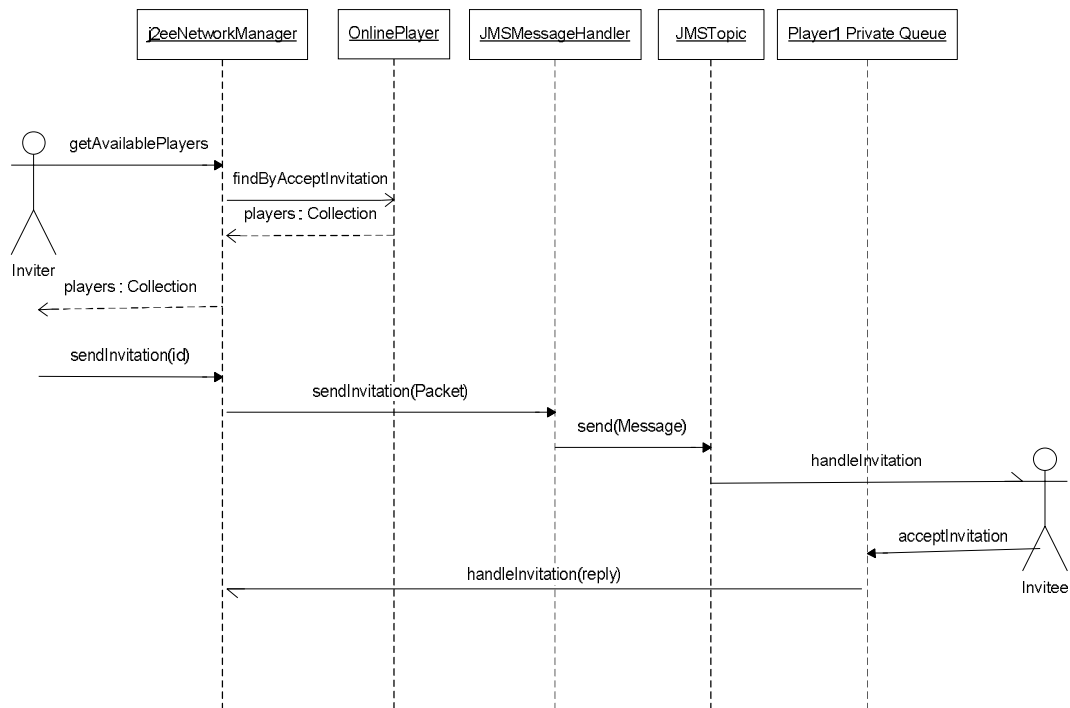 j2eeNetworkManager
OnlinePlayer
JMSMessageHandler
JMSTopic
Player1 Private Queue
getAvailablePlayers
findByAcceptInvitation
players : Collection
Inviter
players : Collection
sendInvitation(id)
sendInvitation(Packet)
send(Message)
handleInvitation
acceptInvitation
handleInvitation(reply)
Invitee